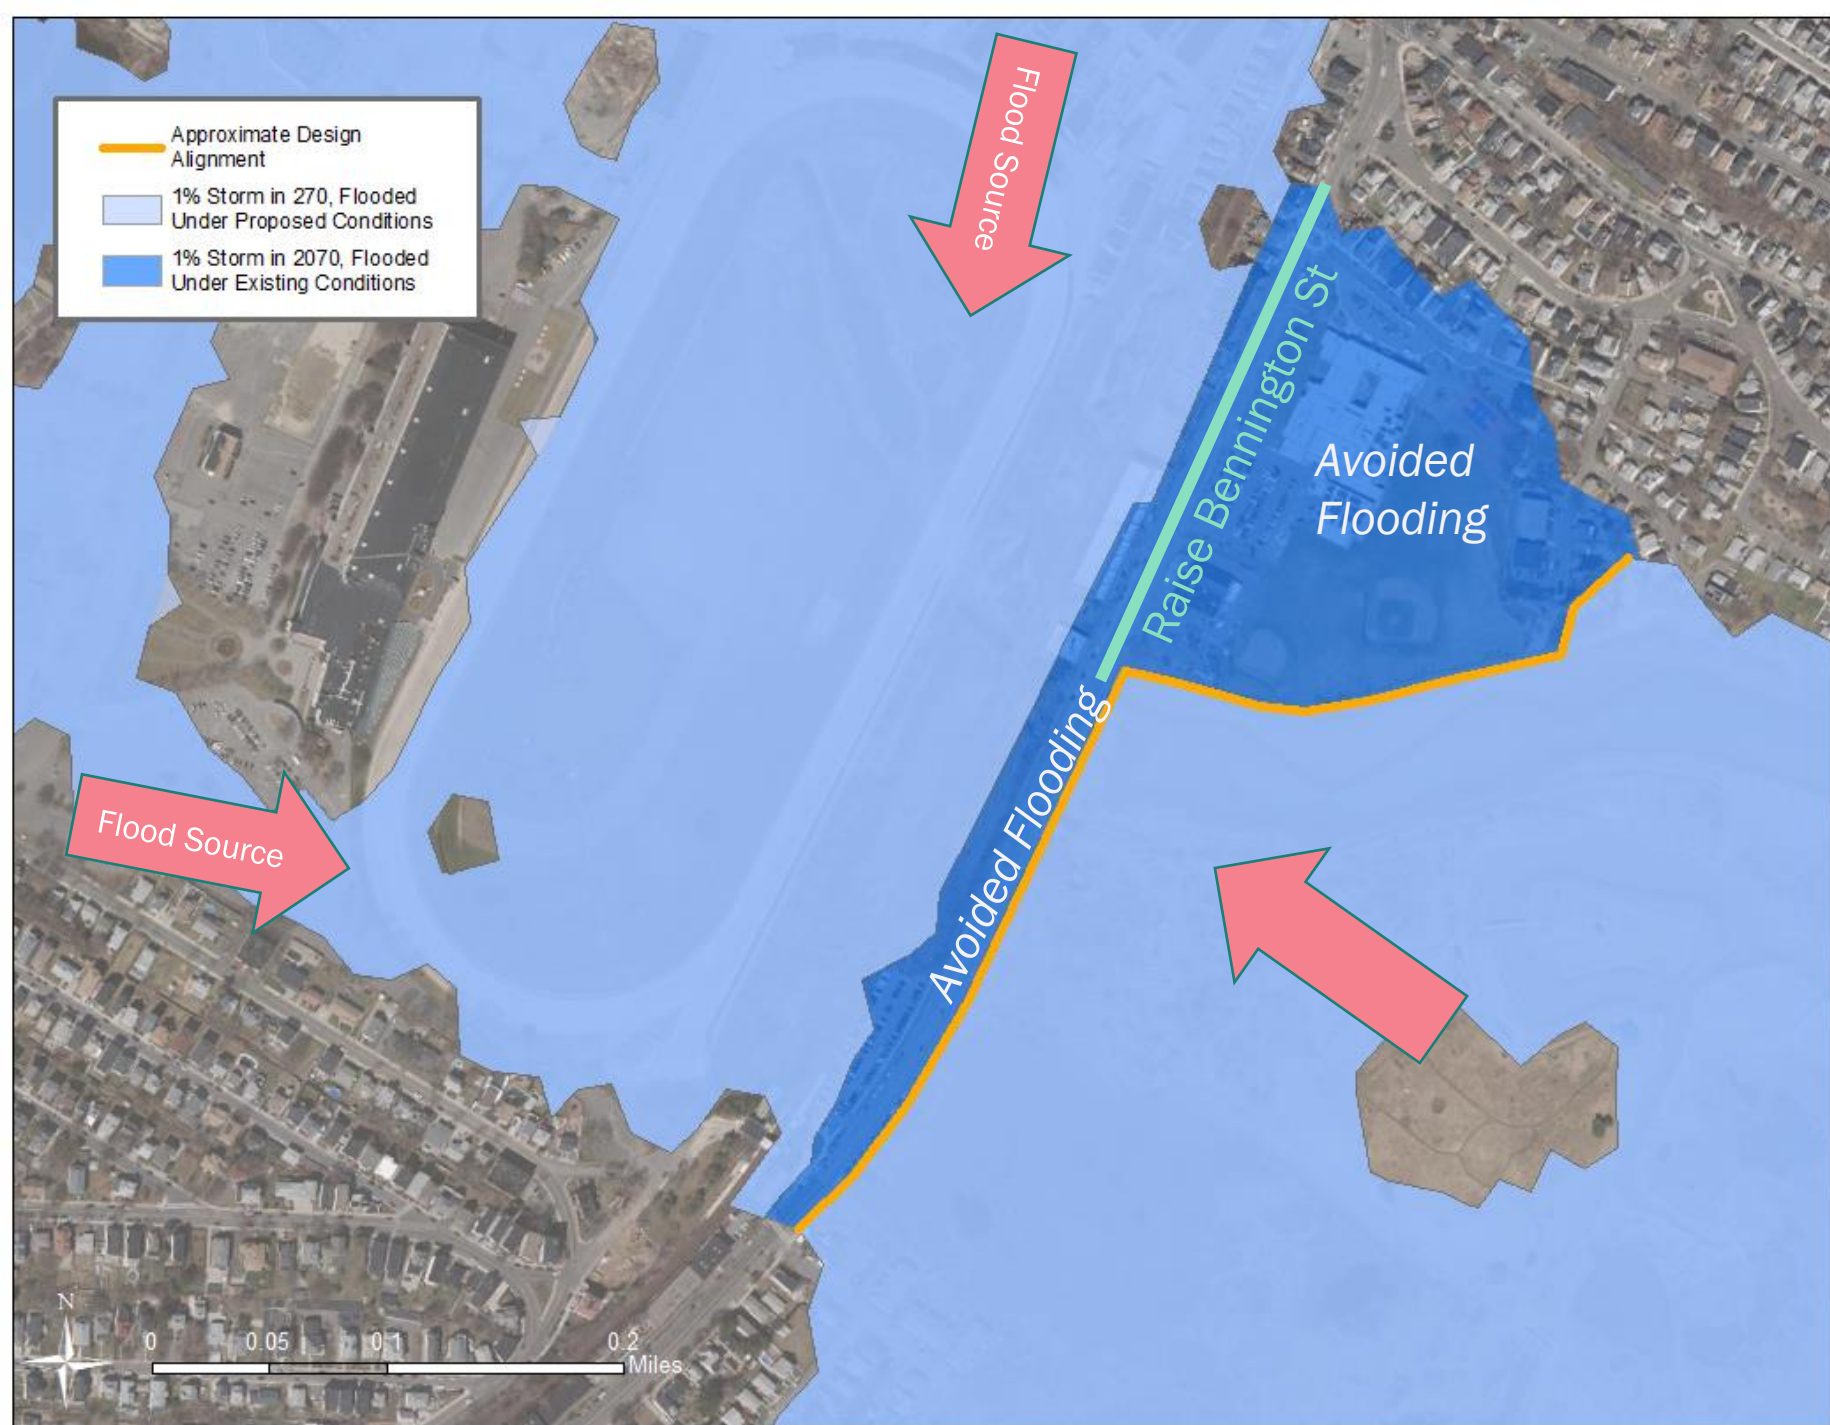 Approximate Design
Alignment
1% Storm in 270, Flooded
Under Proposed Conditions
1% Storm in 2070, Flooded
Under Existing Conditions
Flood Source
Raise Bennington St
Avoided
Flooding
Avoided Flooding
Flood Source
N
0 0.05 0.1 0.2
Miles